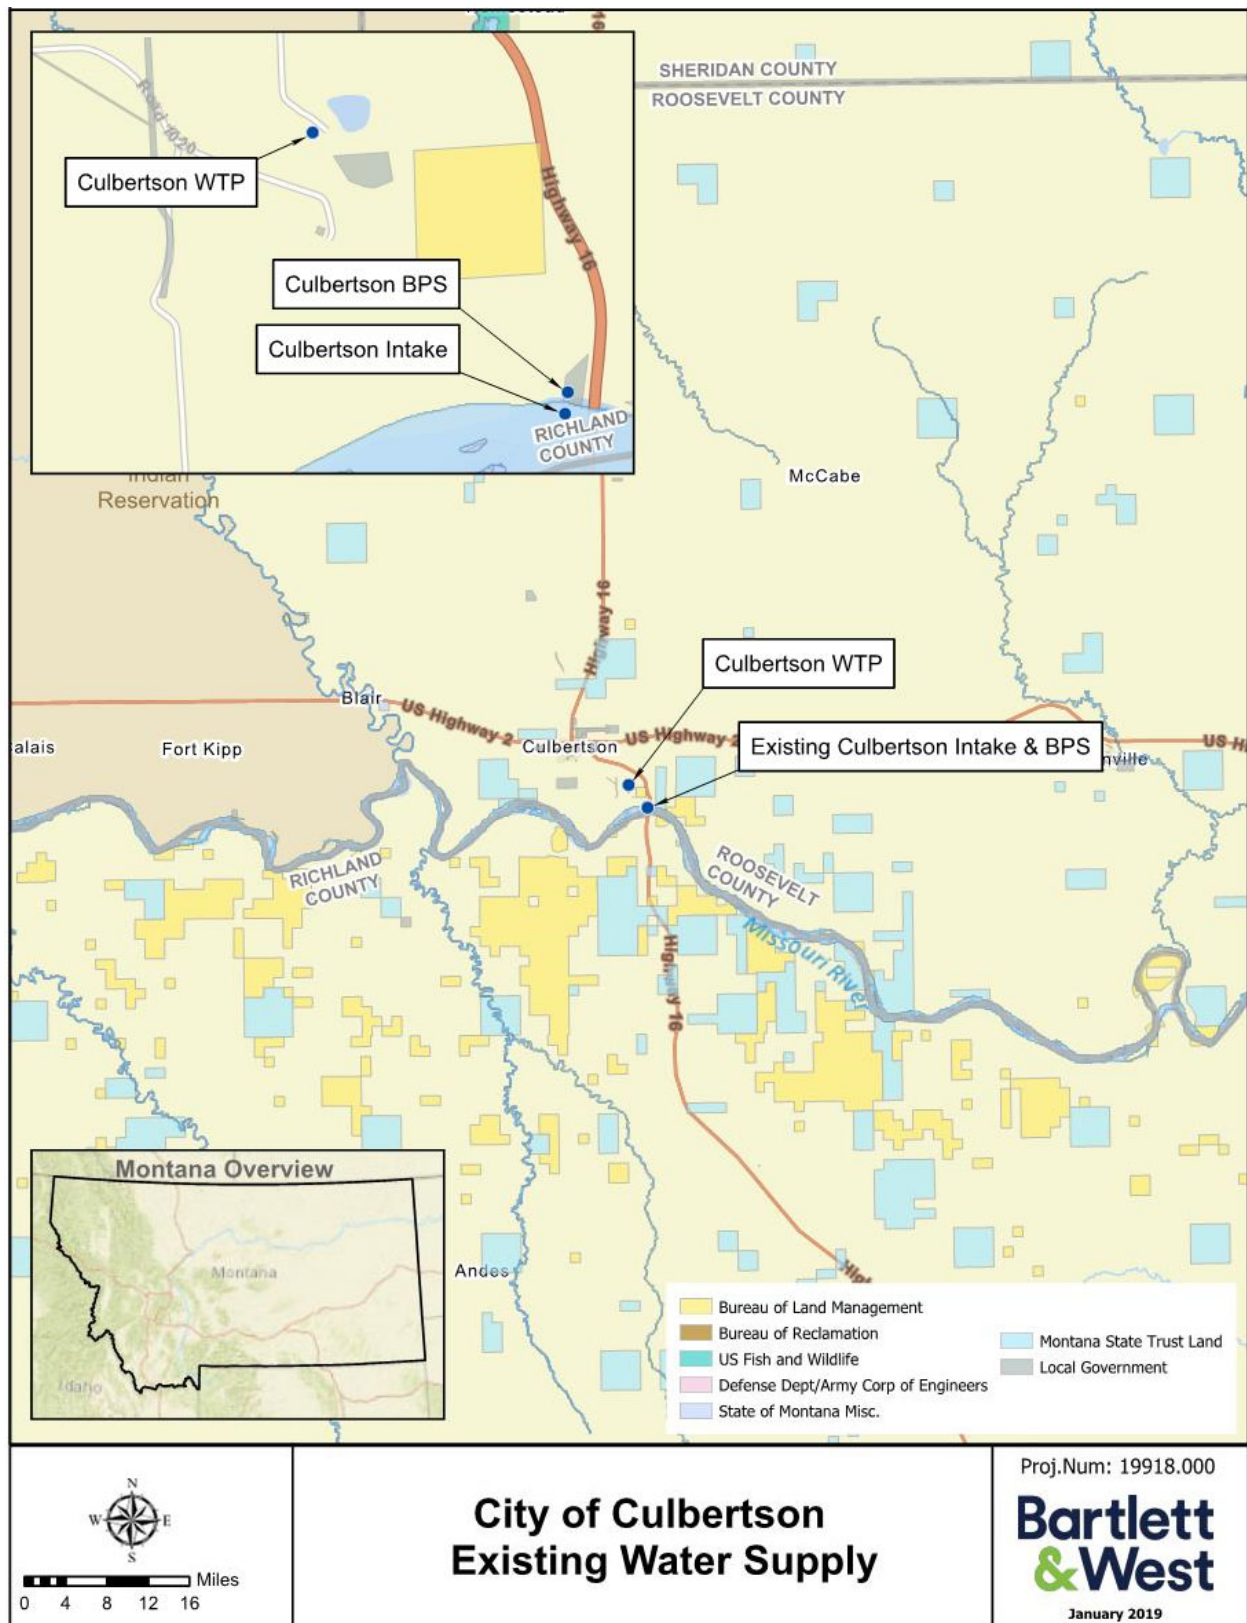 16
SHERIDAN COUNTY
ROOSEVELT COUNTY
Road 1020
Culbertson WTP
Highway 16
Culbertson BPS
Culbertson Intake
RICHLAND
COUNTY
Reservation
McCabe
Highway 16
Culbertson WTP
Blair
US Highway 2
Culbertson
US Highway 2
Existing Culbertson Intake & BPS
US
alais
Fort Kipp
nville
RICHLAND
COUNTY
ROOSEVELT
COUNTY
Missouri River
Highway 16
Montana Overview
Montana
Idaho
Andes
Bureau of Land Management
Bureau of Reclamation
US Fish and Wildlife
Defense Dept/Army Corp of Engineers
State of Montana Misc.
Montana State Trust Land
Local Government
N
W E
S
Miles
0 4 8 12 16
City of Culbertson
Existing Water Supply
Proj.Num: 19918.000
Bartlett
&West
January 2019